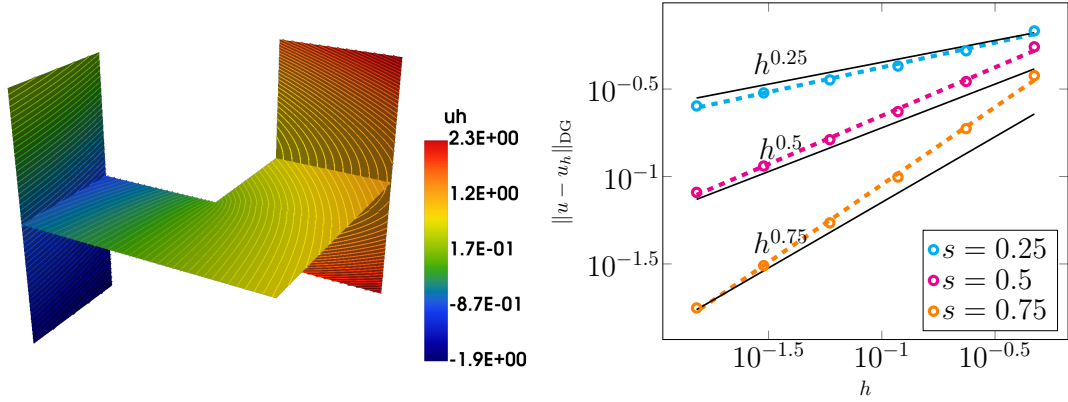 uh
2.3E+00
1.2E+00
1.7E-01
-8.7E-01
-1.9E+00
10^{-0.5}
10^{-1}
10^{-1.5}
‖u − u_h‖_{DG}
h^{0.25}
h^{0.5}
h^{0.75}
s = 0.25
s = 0.5
s = 0.75
10^{-1.5}
10^{-1}
10^{-0.5}
h